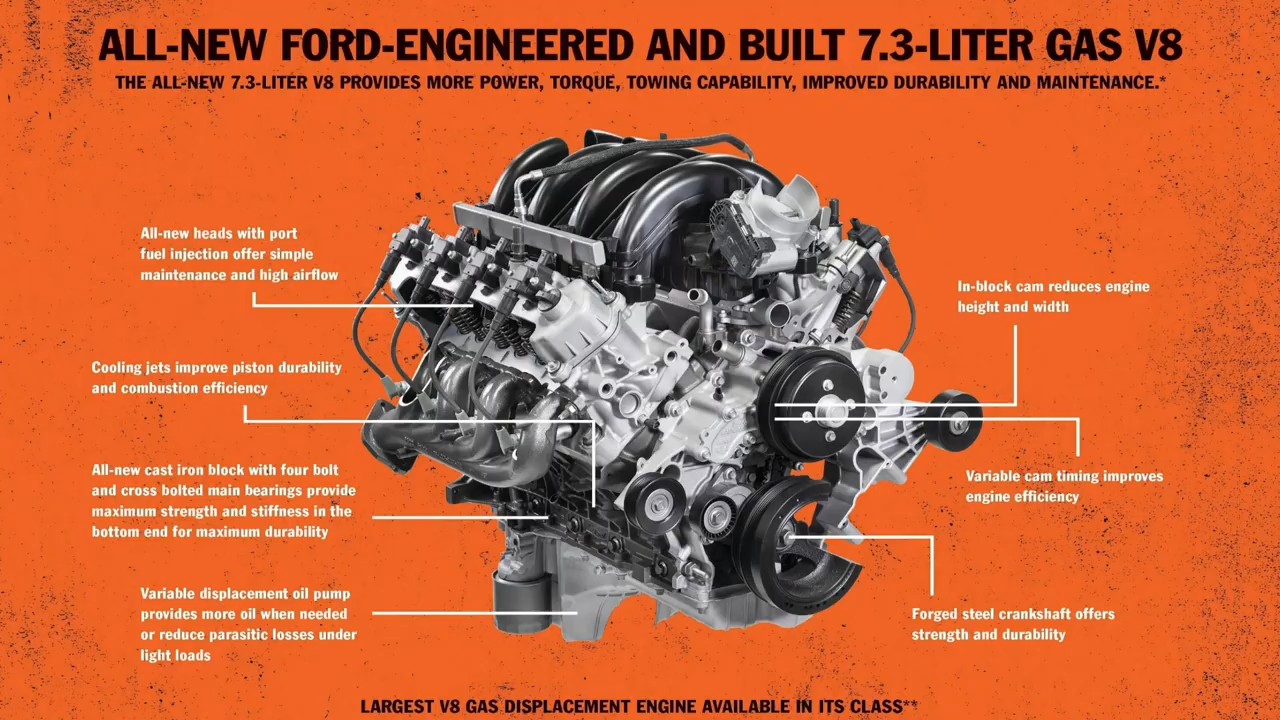 ALL-NEW FORD-ENGINEERED AND BUILT 7.3-LITER GAS V8
THE ALL-NEW 7.3-LITER V8 PROVIDES MORE POWER, TORQUE, TOWING CAPABILITY, IMPROVED DURABILITY AND MAINTENANCE.*
All-new heads with port
fuel injection offer simple
maintenance and high airflow
Cooling jets improve piston durability
and combustion efficiency
All-new cast iron block with four bolt
and cross bolted main bearings provide
maximum strength and stiffness in the
bottom end for maximum durability
Variable displacement oil pump
provides more oil when needed
or reduce parasitic losses under
light loads
In-block cam reduces engine
height and width
Variable cam timing improves
engine efficiency
Forged steel crankshaft offers
strength and durability
LARGEST V8 GAS DISPLACEMENT ENGINE AVAILABLE IN ITS CLASS**